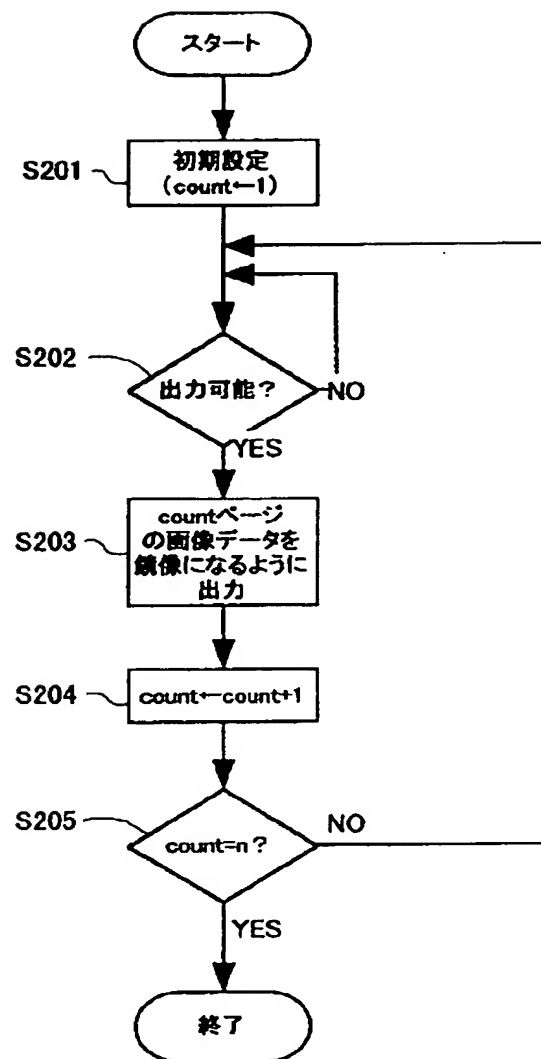 スタート
S201
初期設定
(count←1)
S202
出力可能?
NO
YES
S203
countページ
の画像データを
鏡像になるように
出力
S204
count←count+1
S205
count=n?
NO
YES
終了